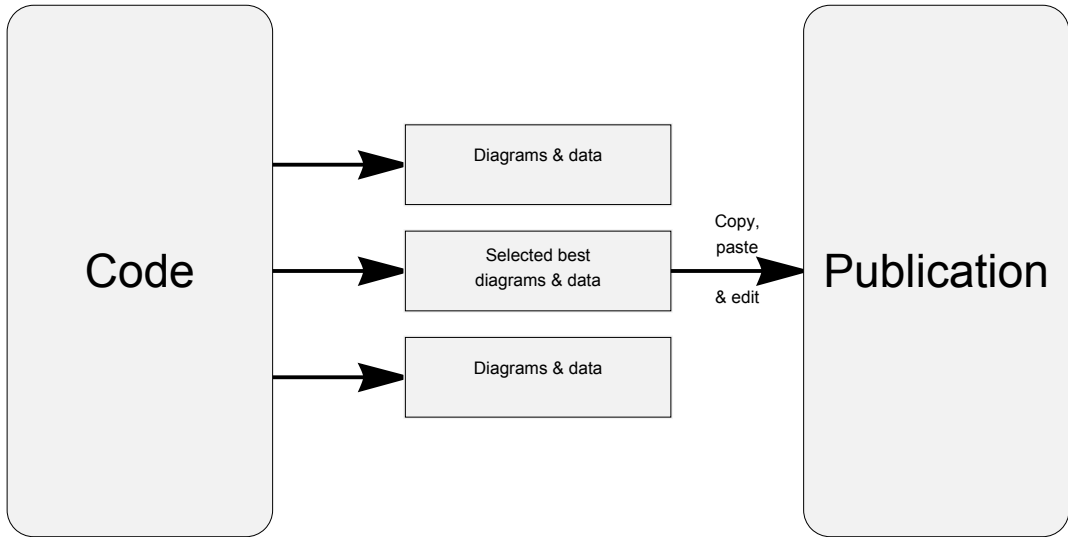 Code
Diagrams & data
Selected best
diagrams & data
Diagrams & data
Copy,
paste
& edit
Publication